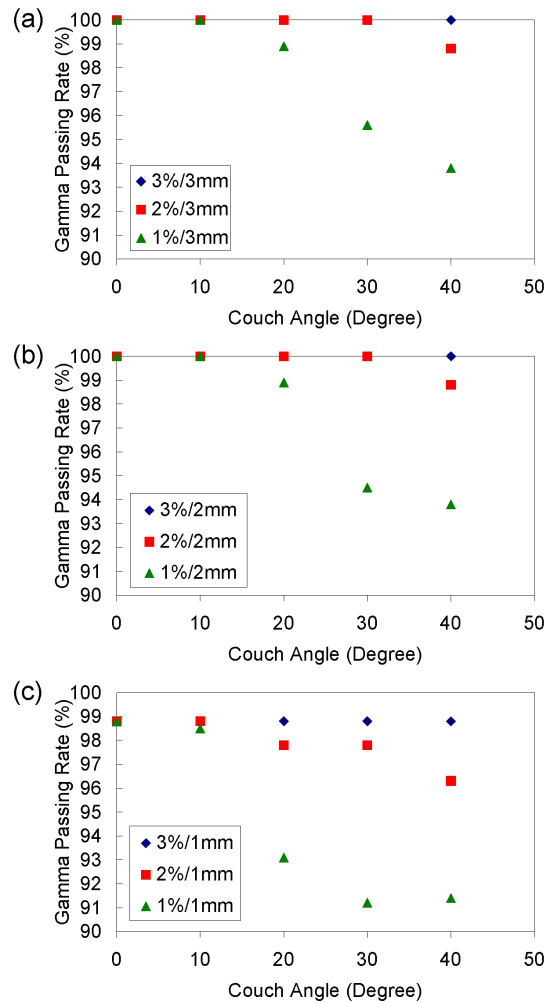 (a)
Gamma Passing Rate (%)
100
99
98
97
96
95
94
93
92
91
90
3%/3mm
2%/3mm
1%/3mm
0 10 20 30 40 50
Couch Angle (Degree)
(b)
Gamma Passing Rate (%)
100
99
98
97
96
95
94
93
92
91
90
3%/2mm
2%/2mm
1%/2mm
0 10 20 30 40 50
Couch Angle (Degree)
(c)
Gamma Passing Rate (%)
100
99
98
97
96
95
94
93
92
91
90
3%/1mm
2%/1mm
1%/1mm
0 10 20 30 40 50
Couch Angle (Degree)